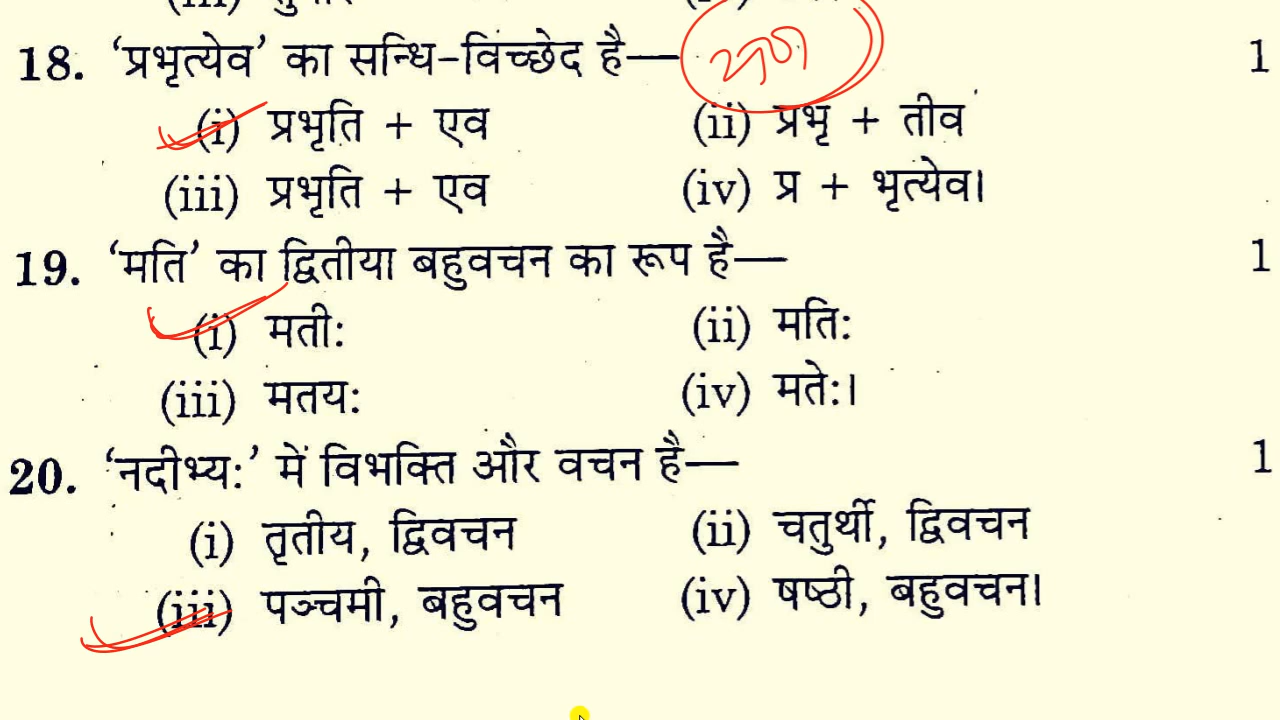 18. ‘प्रभृत्येव’ का सन्धि-विच्छेद है— यण् 1
(i) प्रभृति + एव (ii) प्रभृ + तीव
(iii) प्रभृति + एव (iv) प्र + भृत्येव।
19. ‘मति’ का द्वितीया बहुवचन का रूप है— 1
(i) मतीः (ii) मतिः
(iii) मतयः (iv) मतेः।
20. ‘नदीभ्यः’ में विभक्ति और वचन है— 1
(i) तृतीय, द्विवचन (ii) चतुर्थी, द्विवचन
(iii) पञ्चमी, बहुवचन (iv) षष्ठी, बहुवचन।